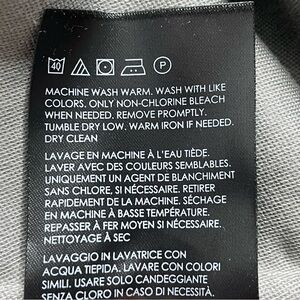 40 P
MACHINE WASH WARM. WASH WITH LIKE
COLORS. ONLY NON-CHLORINE BLEACH
WHEN NEEDED. REMOVE PROMPTLY.
TUMBLE DRY LOW. WARM IRON IF NEEDED.
DRY CLEAN
LAVAGE EN MACHINE À L'EAU TIÈDE.
LAVER AVEC DES COULEURS SEMBLABLES.
UNIQUEMENT UN AGENT DE BLANCHIMENT
SANS CHLORE, SI NÉCESSAIRE. RETIRER
RAPIDEMENT DE LA MACHINE. SÉCHAGE
EN MACHINE À BASSE TEMPÉRATURE.
REPASSER À FER MOYEN SI NÉCESSAIRE.
NETTOYAGE À SEC
LAVAGGIO IN LAVATRICE CON
ACQUA TIEPIDA. LAVARE CON COLORI
SIMILI. USARE SOLO CANDEGGIANTE
SENZA CLORO IN CASO DI NECESSI